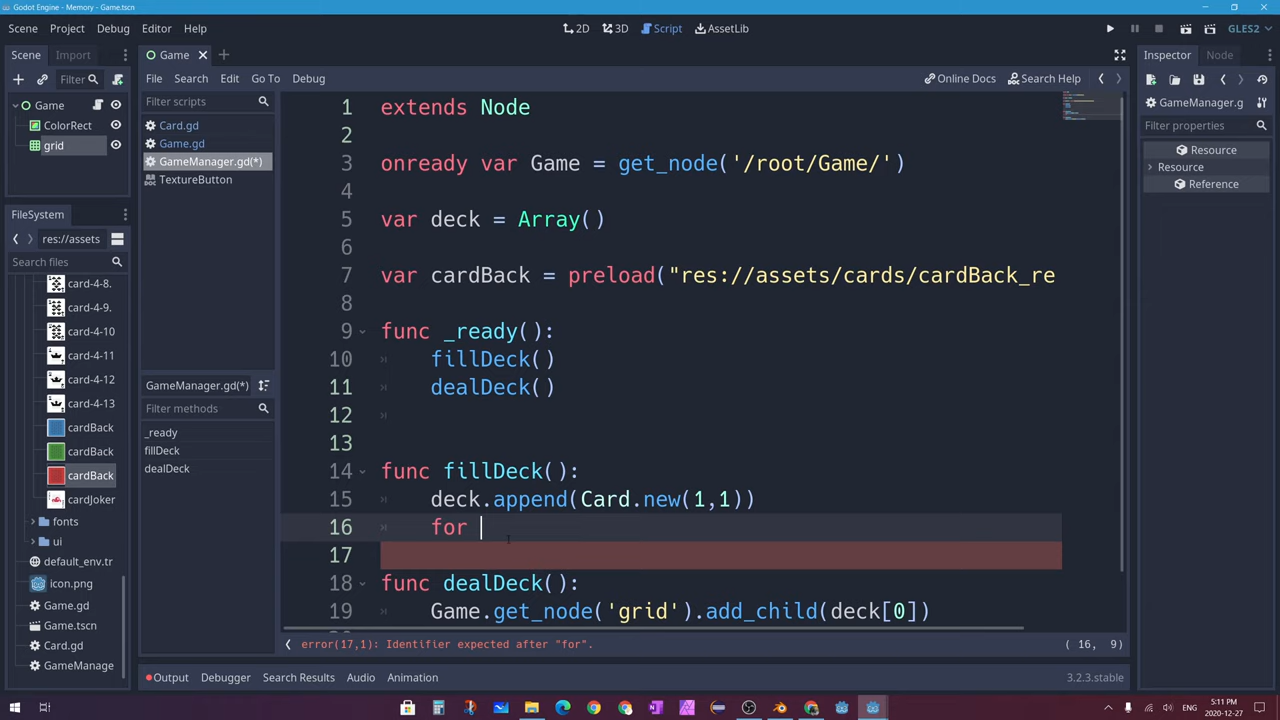 Godot Engine - Memory - Game.tscn
Scene Project Debug Editor Help
2D 3D Script AssetLib
GLES2
Scene Import
Game
Inspector Node
Filter
File Search Edit Go To Debug
Online Docs Search Help
Game
ColorRect
grid
Filter scripts
Card.gd
Game.gd
GameManager.gd(*)
TextureButton
GameManager.g
Filter properties
Resource
Resource
Reference
FileSystem
res://assets
Search files
card-4-8.
card-4-9.
card-4-10
card-4-11
card-4-12
card-4-13
cardBack
cardBack
cardBack
cardJoker
fonts
ui
default_env.tr
icon.png
Game.gd
Game.tscn
Card.gd
GameManage
GameManager.gd(*)
Filter methods
_ready
fillDeck
dealDeck
1 extends Node
2
3 onready var Game = get_node('/root/Game/')
4
5 var deck = Array()
6
7 var cardBack = preload("res://assets/cards/cardBack_re
8
9 func _ready():
10 fillDeck()
11 dealDeck()
12
13
14 func fillDeck():
15 deck.append(Card.new(1,1))
16 for
17
18 func dealDeck():
19 Game.get_node('grid').add_child(deck[0])
error(17,1): Identifier expected after "for".
( 16, 9)
Output Debugger Search Results Audio Animation
3.2.3.stable
5:11 PM
2020-12-27